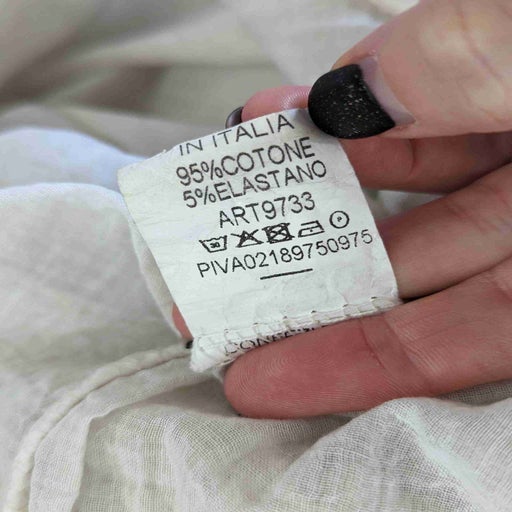 IN ITALIA
95%COTONE
5%ELASTANO
ART9733
PIVA02189750975